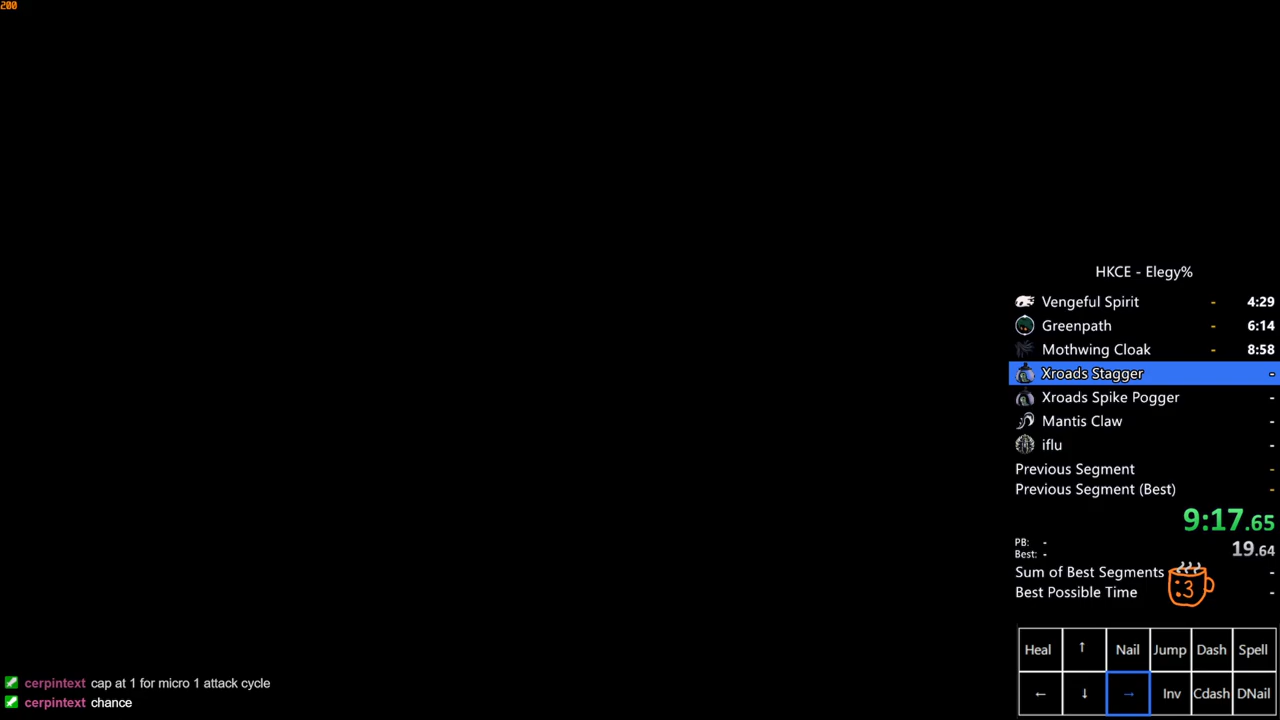 200
HKCE - Elegy%
Vengeful Spirit - 4:29
Greenpath - 6:14
Mothwing Cloak - 8:58
Xroads Stagger -
Xroads Spike Pogger -
Mantis Claw -
iflu -
Previous Segment -
Previous Segment (Best) -
9:17.65
PB: -
Best: -
19.64
Sum of Best Segments -
:3
Best Possible Time -
Heal ↑ Nail Jump Dash Spell
← ↓ → Inv Cdash DNail
cerpintext cap at 1 for micro 1 attack cycle
cerpintext chance